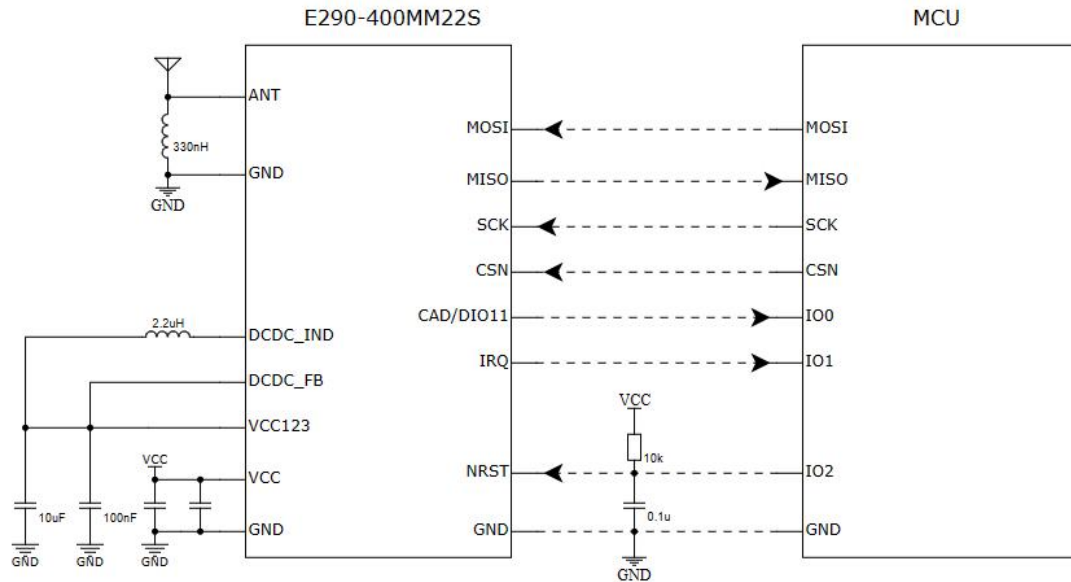 E290-400MM22S
MCU
ANT
330nH
GND
GND
MOSI
MOSI
MISO
MISO
SCK
SCK
CSN
CSN
CAD/DIO11
IO0
IRQ
IO1
2.2uH
DCDC_IND
DCDC_FB
VCC123
VCC
VCC
VCC
10k
NRST
IO2
10uF
100nF
0.1u
GND
GND
GND
GND
GND
GND
GND